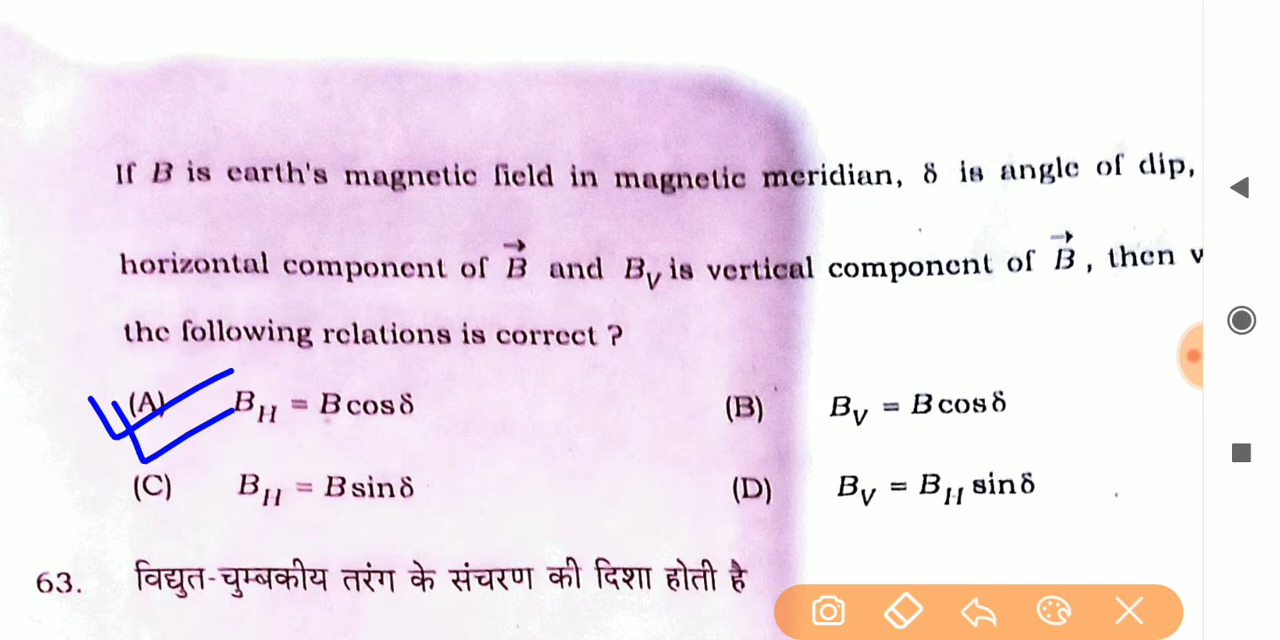 If B is earth's magnetic field in magnetic meridian, δ is angle of dip,
horizontal component of B⃗ and B_V is vertical component of B⃗, then
the following relations is correct ?
(A) B_H = B cos δ (B) B_V = B cos δ
(C) B_H = B sin δ (D) B_V = B_H sin δ
63. विद्युत-चुम्बकीय तरंग के संचरण की दिशा होती है